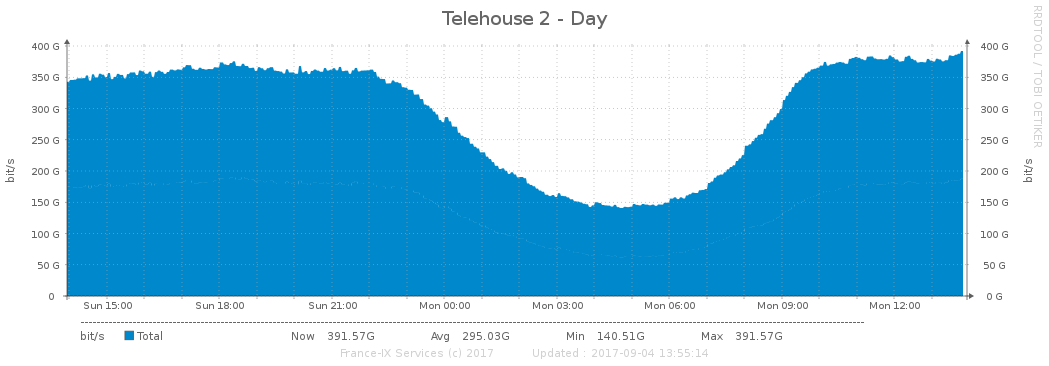 Telehouse 2 - Day
RRDTOOL / TOBI OETIKER
bit/s
400 G
350 G
300 G
250 G
200 G
150 G
100 G
50 G
0
400 G
350 G
300 G
250 G
200 G
150 G
100 G
50 G
0 G
bit/s
Sun 15:00 Sun 18:00 Sun 21:00 Mon 00:00 Mon 03:00 Mon 06:00 Mon 09:00 Mon 12:00
bit/s Total Now 391.57G Avg 295.03G Min 140.51G Max 391.57G
France-IX Services (c) 2017 Updated : 2017-09-04 13:55:14